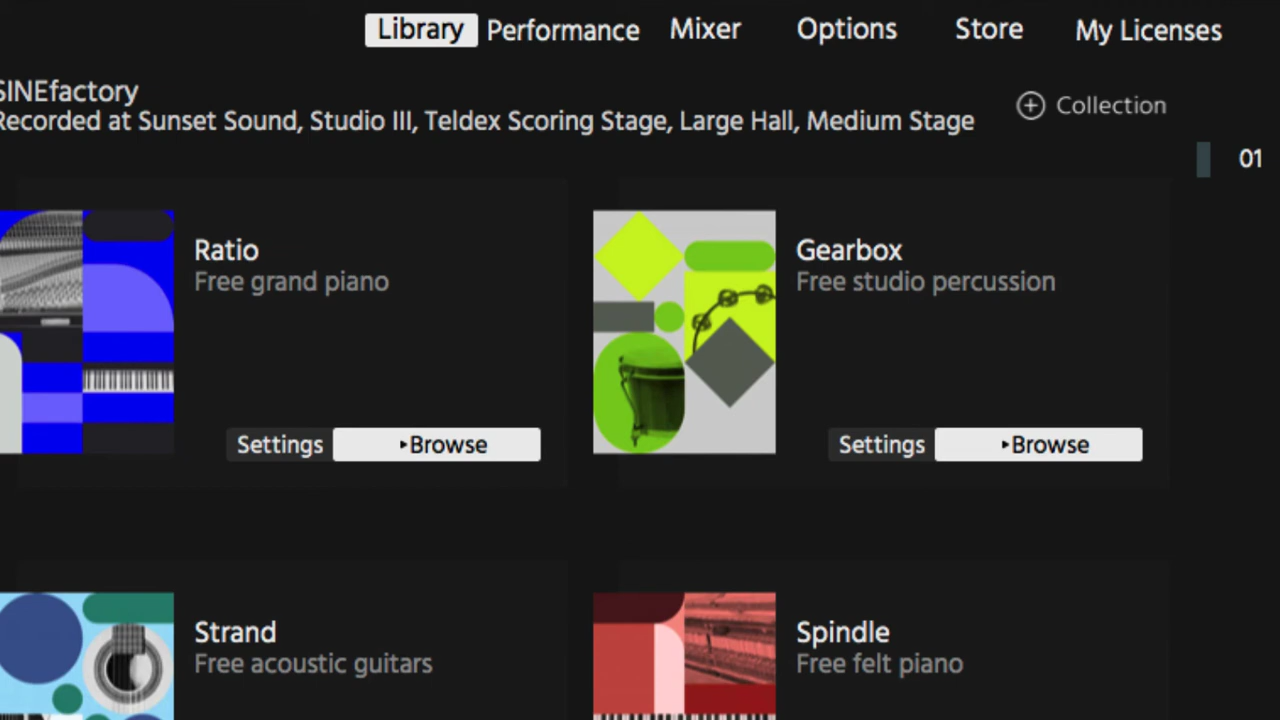 Library Performance Mixer Options Store My Licenses
SINEfactory
Recorded at Sunset Sound, Studio III, Teldex Scoring Stage, Large Hall, Medium Stage
Collection
01
Ratio
Free grand piano
Settings Browse
Gearbox
Free studio percussion
Settings Browse
Strand
Free acoustic guitars
Spindle
Free felt piano